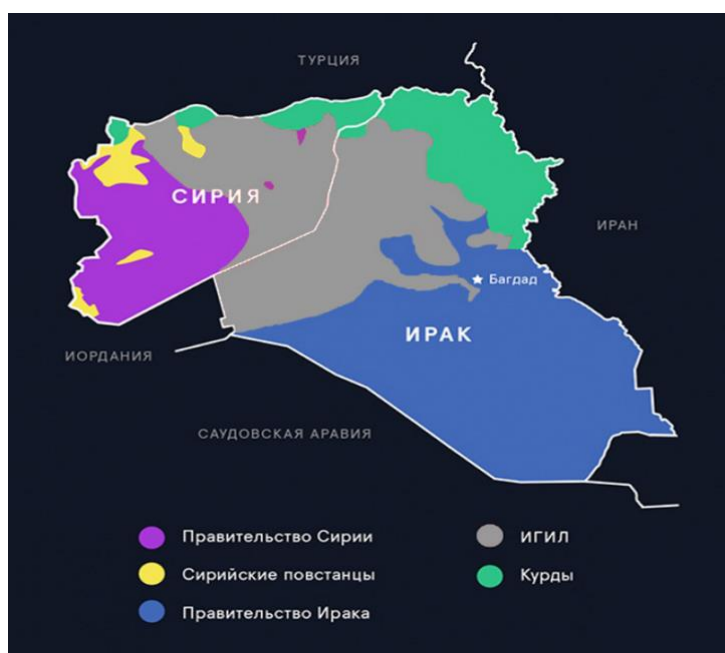 ТУРЦИЯ
СИРИЯ
ИРАН
Багдад
ИРАК
ИОРДАНИЯ
САУДОВСКАЯ АРАВИЯ
Правительство Сирии
ИГИЛ
Сирийские повстанцы
Курды
Правительство Ирака